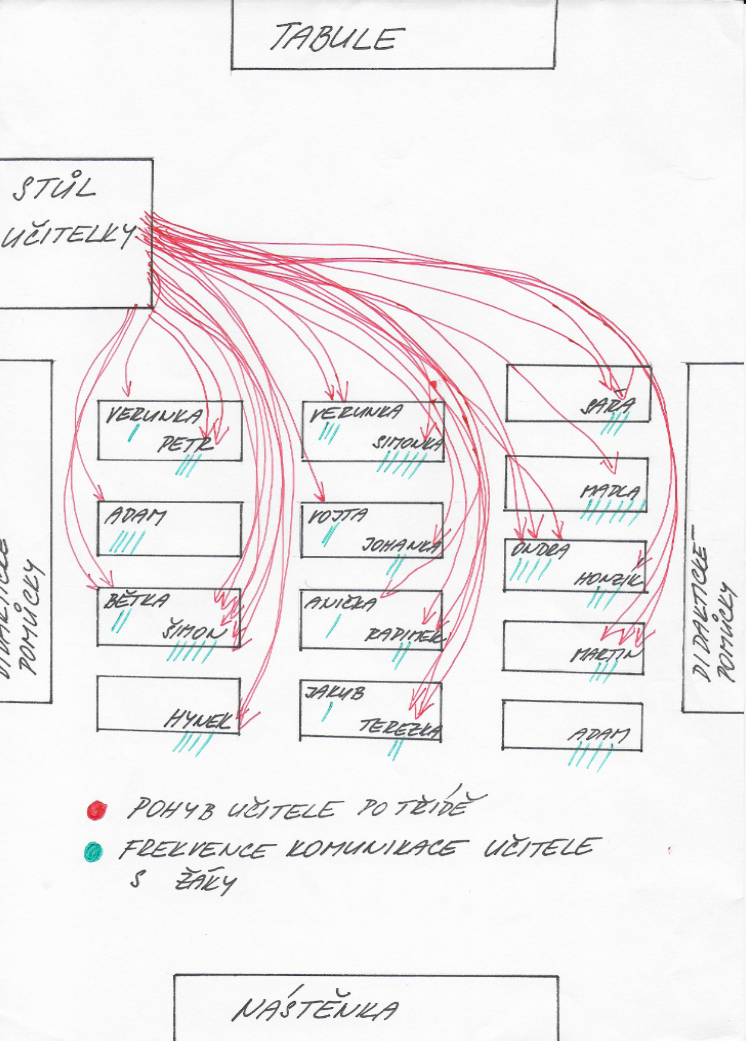 TABULE
STŮL
UČITELKY
VERUNKA
PETR
VERUNKA
SIMONKA
SÁRA
MADLA
ADAM
VOJTA
JOHANKA
ONDRA
HONZÍK
BĚTKA
ŠIMON
ANIČKA
RADIMEK
MARTIN
HYNEK
JAKUB
TEREZKA
ADAM
DIDAKTICKÉ
POMŮCKY
DIDAKTICKÉ
POMŮCKY
POHYB UČITELE PO TŘÍDĚ
FREKVENCE KOMUNIKACE UČITELE
S ŽÁKY
NÁSTĚNKA